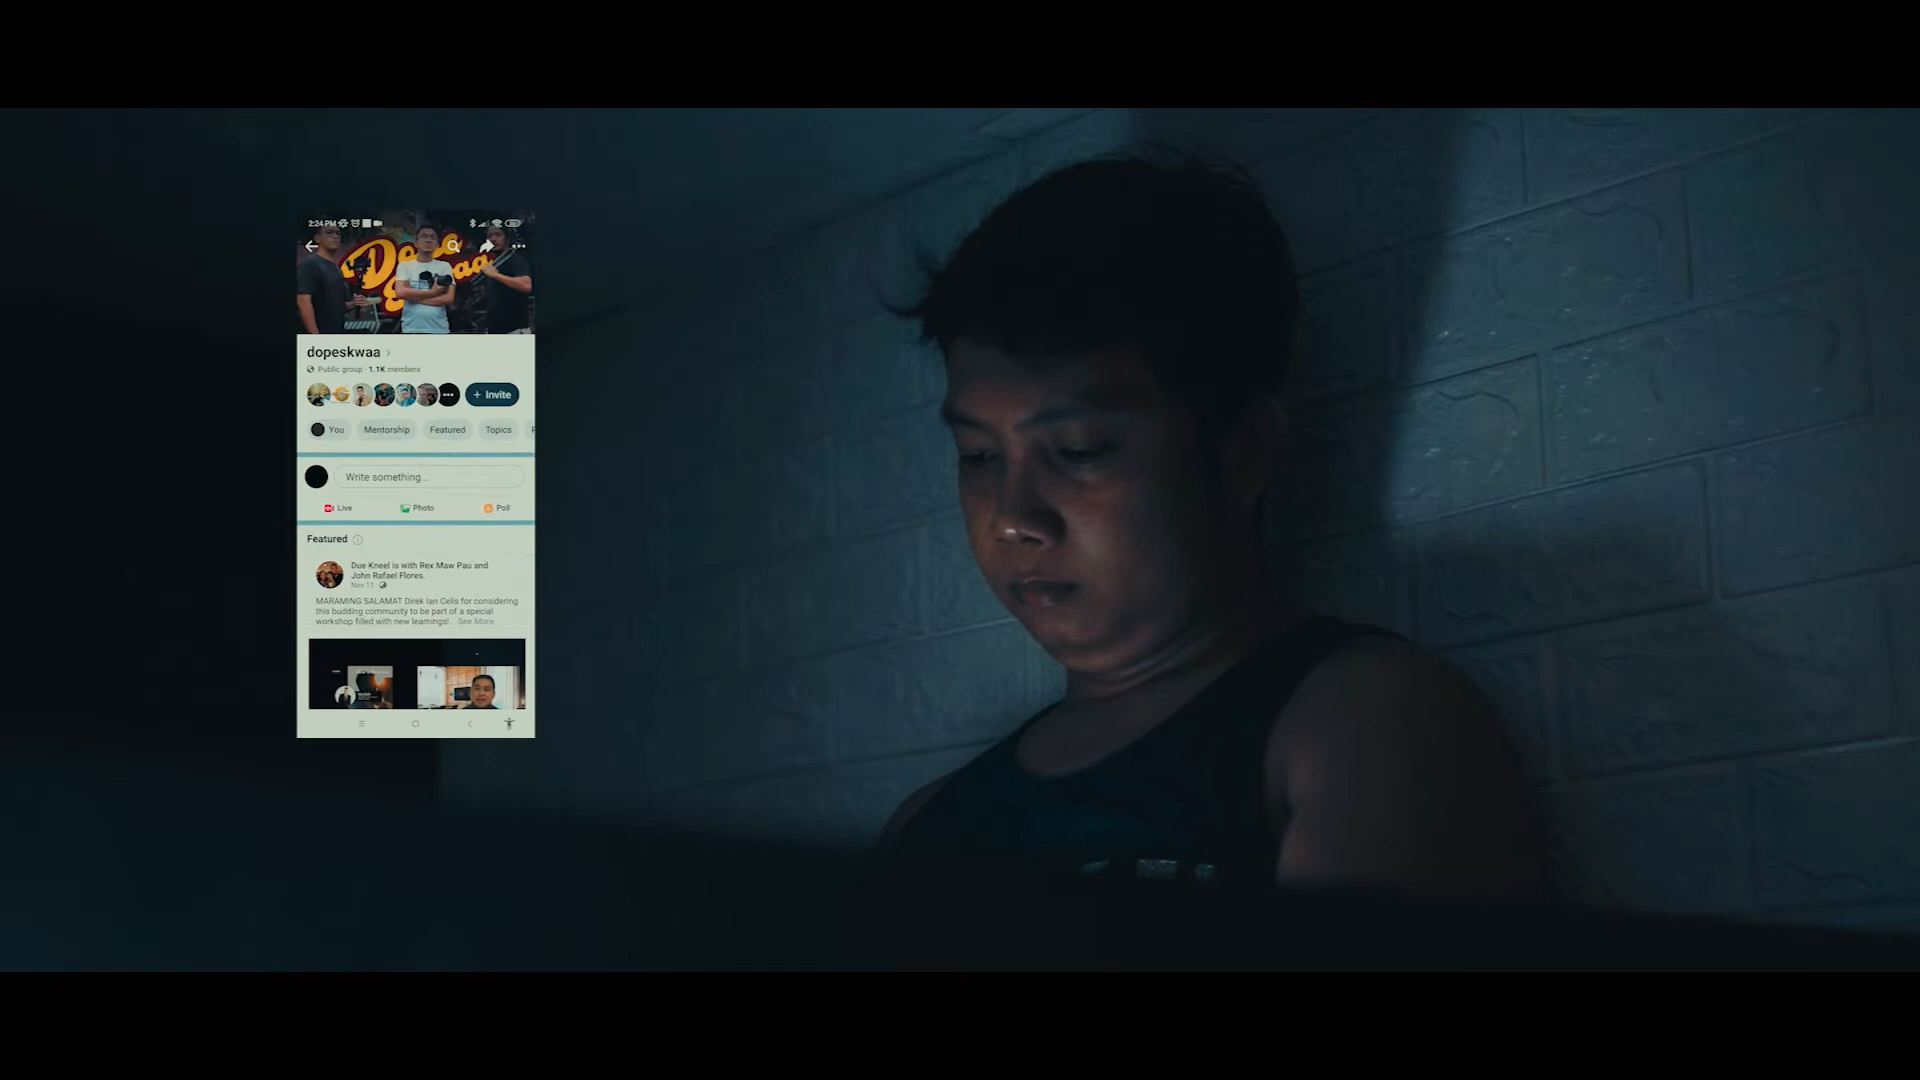 2:24 PM
dopeskwaa ›
Public group · 1.1K members
+ Invite
You Mentorship Featured Topics
Write something...
Live Photo Poll
Featured
Due Kneel is with Rex Maw Pau and
John Rafael Flores.
Nov 11 ·
MARAMING SALAMAT Direk Ian Celis for considering
this budding community to be part of a special
workshop filled with new learnings!... See More